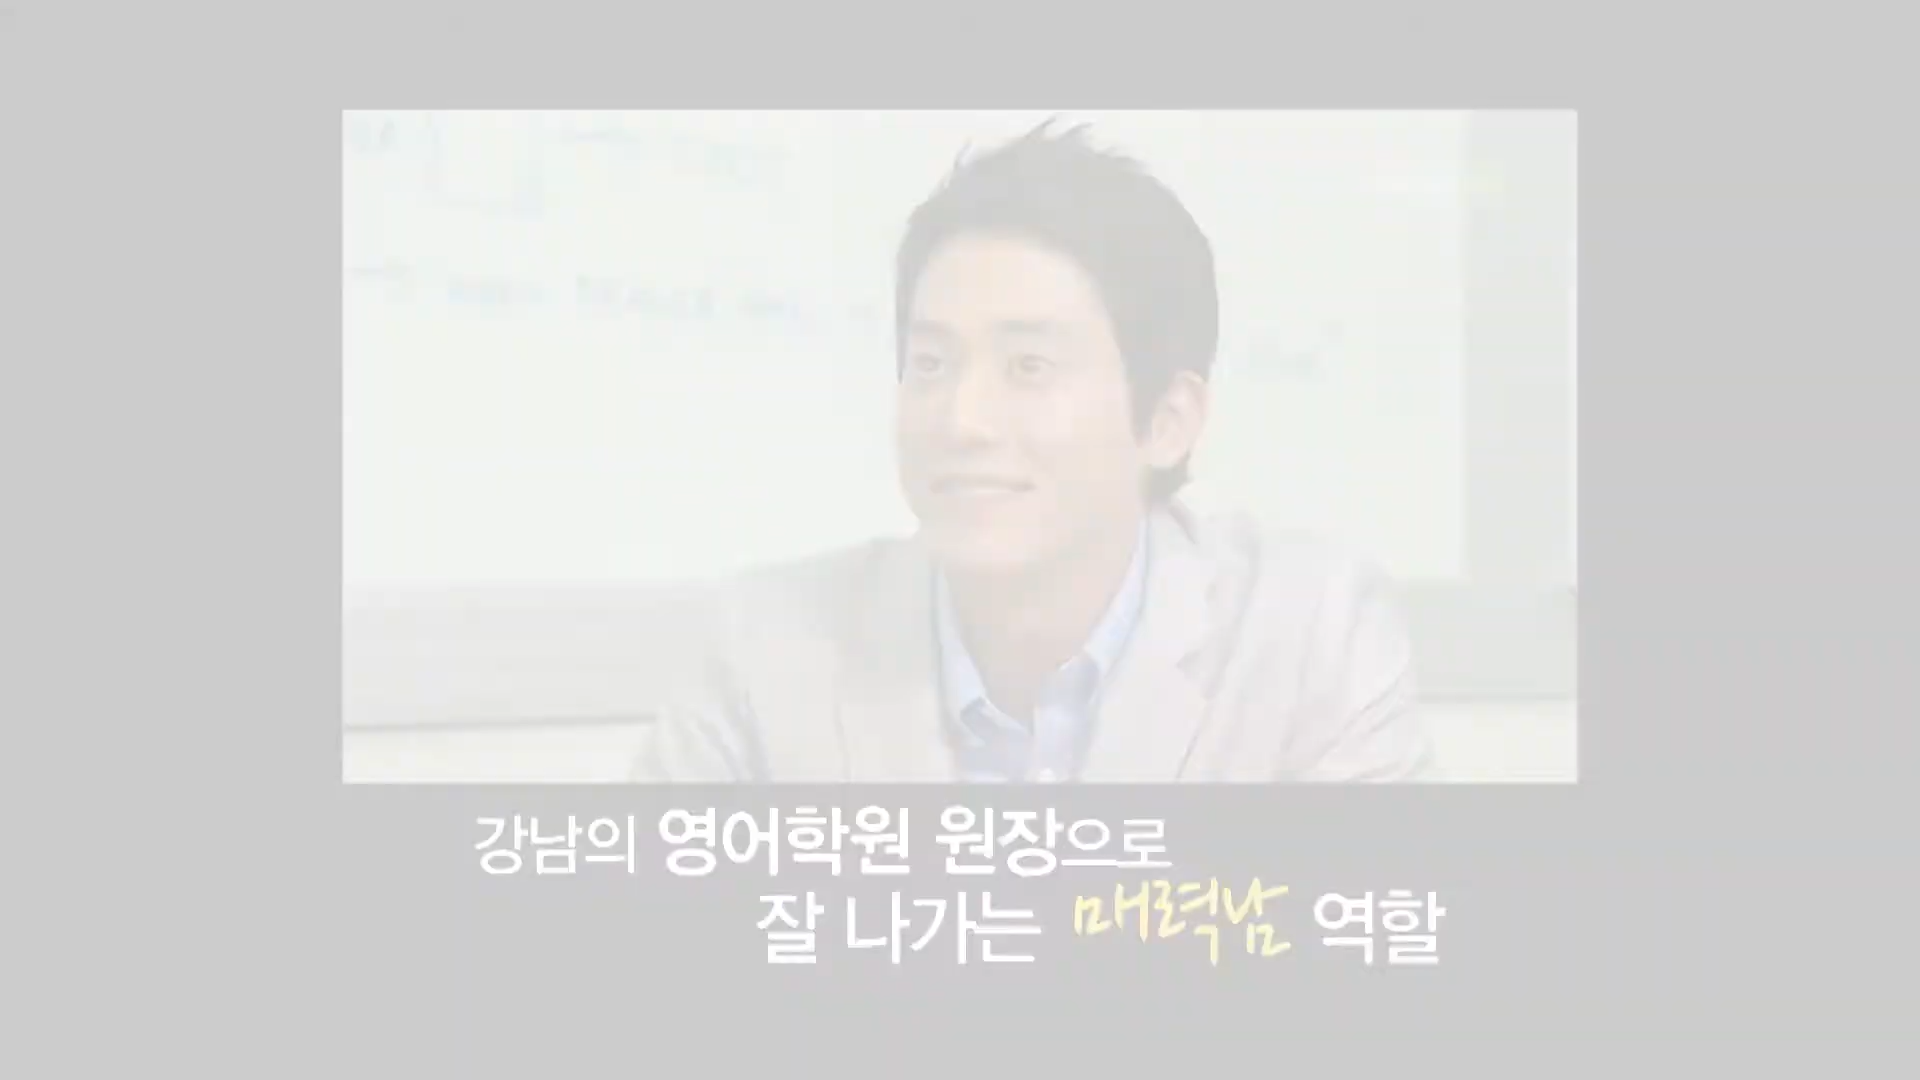 강남의 영어학원 원장으로
잘 나가는 매력남 역할